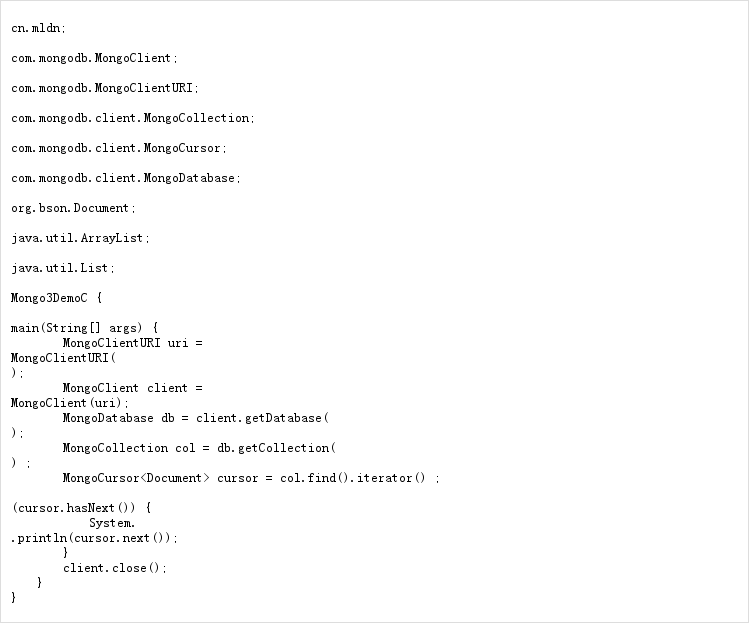 cn.mldn;
com.mongodb.MongoClient;
com.mongodb.MongoClientURI;
com.mongodb.client.MongoCollection;
com.mongodb.client.MongoCursor;
com.mongodb.client.MongoDatabase;
org.bson.Document;
java.util.ArrayList;
java.util.List;
Mongo3DemoC {
main(String[] args) {
MongoClientURI uri =
MongoClientURI(
);
MongoClient client =
MongoClient(uri);
MongoDatabase db = client.getDatabase(
);
MongoCollection col = db.getCollection(
) ;
MongoCursor<Document> cursor = col.find().iterator() ;
(cursor.hasNext()) {
System.
.println(cursor.next());
}
client.close();
}
}